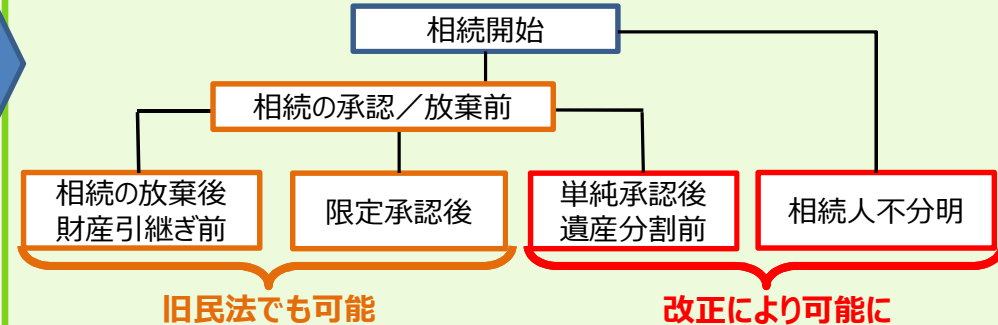 相続開始
相続の承認／放棄前
相続の放棄後
財産引継ぎ前
限定承認後
単純承認後
遺産分割前
相続人不分明
旧民法でも可能
改正により可能に